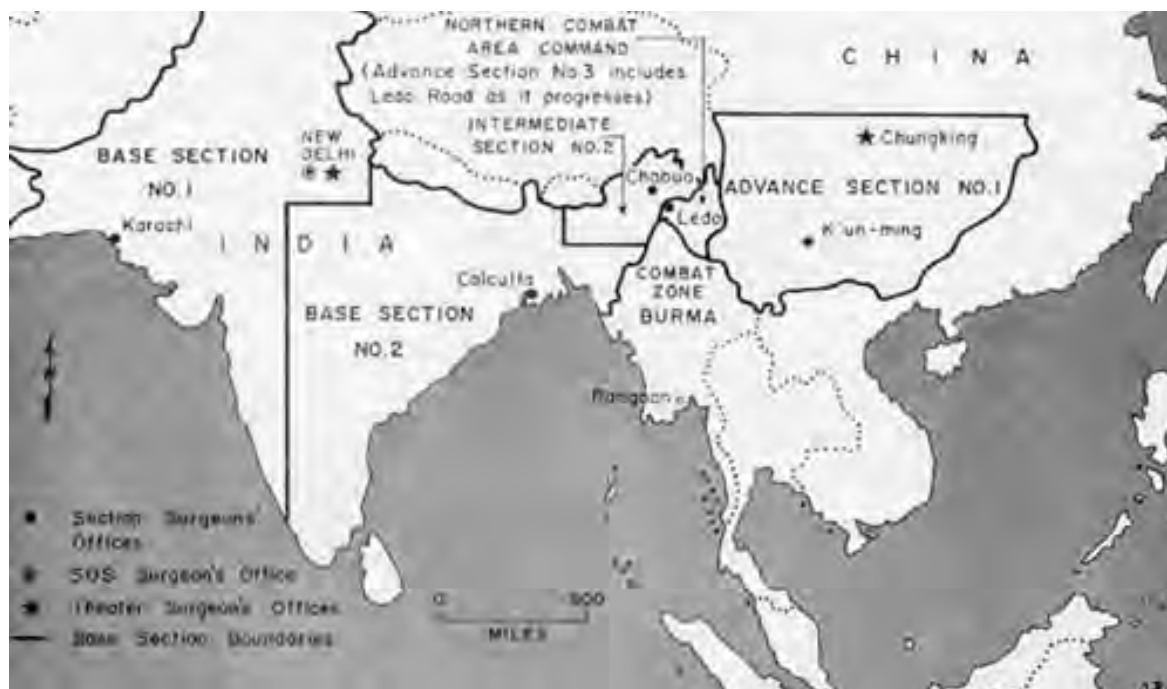 NORTHERN COMBAT
AREA COMMAND
(Advance Section No.3 includes
Ledo Road as it progresses)
CHINA
INTERMEDIATE
SECTION NO.2
NEW
DELHI
BASE SECTION
NO.1
Chungking
Chabua
ADVANCE SECTION NO.1
Ledo
Karachi
K'un-ming
INDIA
COMBAT
ZONE
BURMA
Calcutta
BASE SECTION
NO.2
Rangoon
Section Surgeons'
Offices
SOS Surgeon's Office
Theater Surgeon's Offices
Base Section Boundaries
0 500
MILES